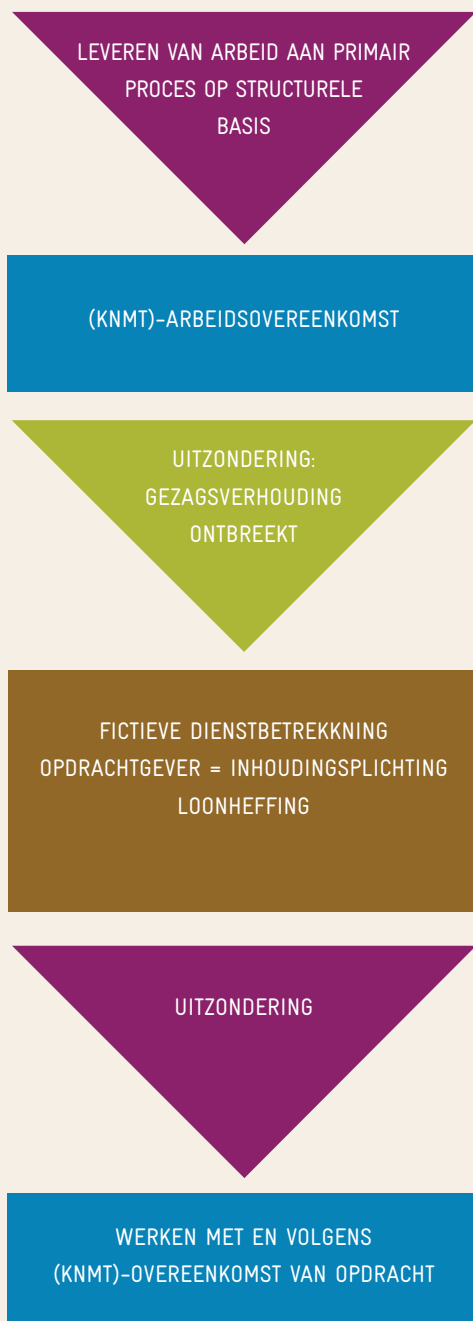 LEVEREN VAN ARBEID AAN PRIMAIR
PROCES OP STRUCTURELE
BASIS
(KNMT)-ARBEIDSOVEREENKOMST
UITZONDERING:
GEZAGSVERHOUDING
ONTBREEKT
FICTIEVE DIENSTBETREKKNING
OPDRACHTGEVER = INHOUDINGSPLICHTING
LOONHEFFING
UITZONDERING
WERKEN MET EN VOLGENS
(KNMT)-OVEREENKOMST VAN OPDRACHT